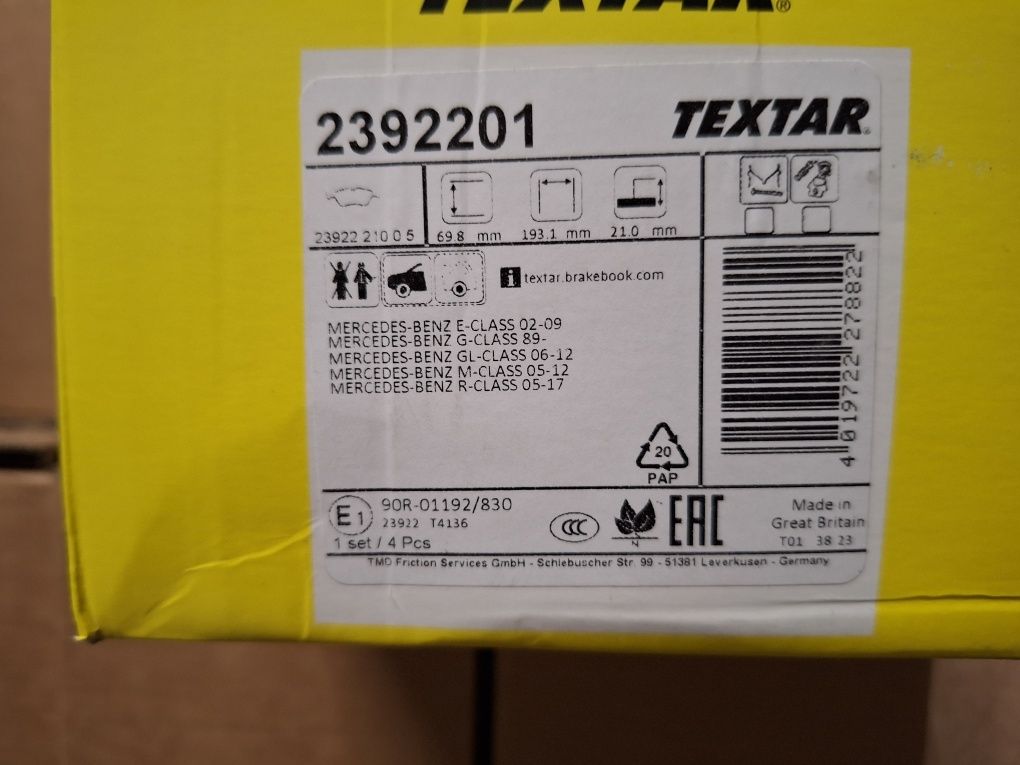 TEXTAR®
2392201
TEXTAR®
23922 210 0 5
69.8 mm
193.1 mm
21.0 mm
i textar.brakebook.com
MERCEDES-BENZ E-CLASS 02-09
MERCEDES-BENZ G-CLASS 89-
MERCEDES-BENZ GL-CLASS 06-12
MERCEDES-BENZ M-CLASS 05-12
MERCEDES-BENZ R-CLASS 05-17
4 019722 278822
20
PAP
E1
90R-01192/830
23922 T4136
1 set / 4 Pcs
CCC
N
EAC
Made in
Great Britain
T01 38 23
TMD Friction Services GmbH - Schlebuscher Str. 99 - 51381 Leverkusen - Germany